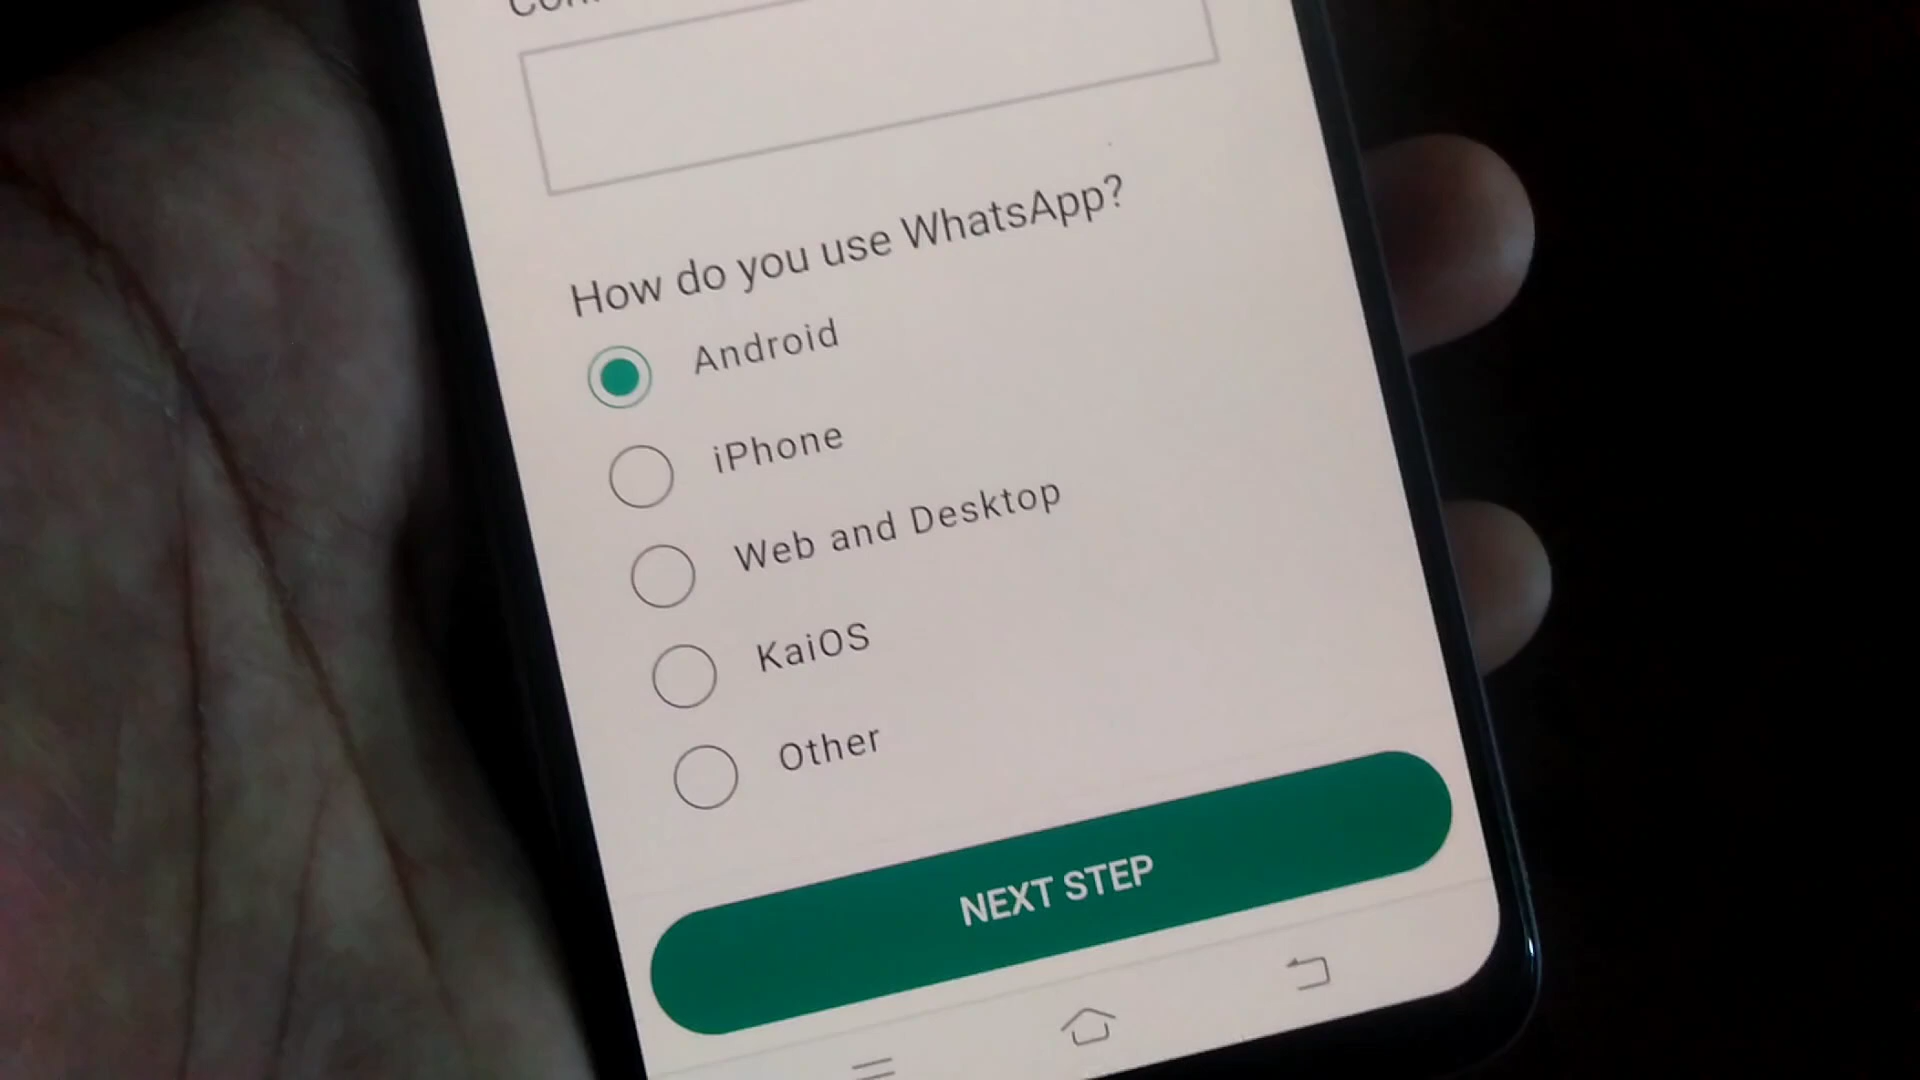 How do you use WhatsApp?
Android
iPhone
Web and Desktop
KaiOS
Other
NEXT STEP